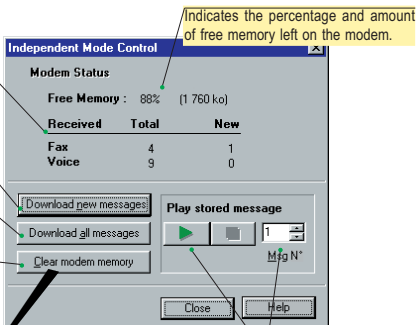 Indicates the percentage and amount
of free memory left on the modem.
Independent Mode Control
Modem Status
Free Memory : 88% (1 760 ko)
Received Total New
Fax 4 1
Voice 9 0
Download new messages
Play stored message
Download all messages
1
Clear modem memory
Msg N°
Close Help